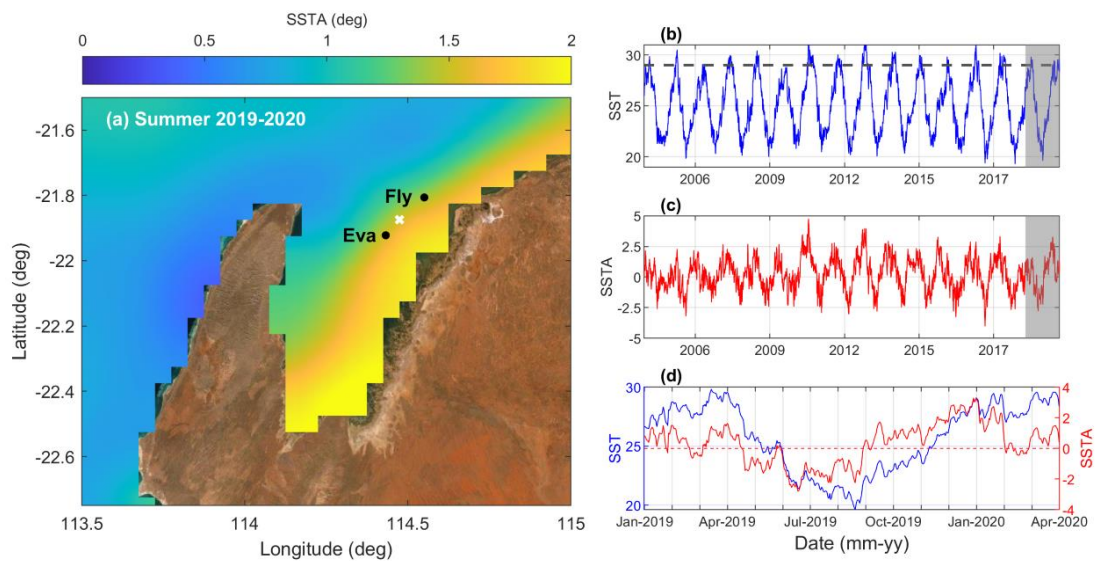 SSTA (deg)
0 0.5 1 1.5 2
(a) Summer 2019-2020
Latitude (deg)
-21.6
-21.8
-22
-22.2
-22.4
-22.6
Fly
Eva
113.5 114 114.5 115
Longitude (deg)
(b)
SST
30
25
20
2006 2009 2012 2015 2017
(c)
SSTA
5
2.5
0
-2.5
-5
2006 2009 2012 2015 2017
(d)
SST
30
25
20
4
2
0
-2
-4
SSTA
Jan-2019 Apr-2019 Jul-2019 Oct-2019 Jan-2020 Apr-2020
Date (mm-yy)